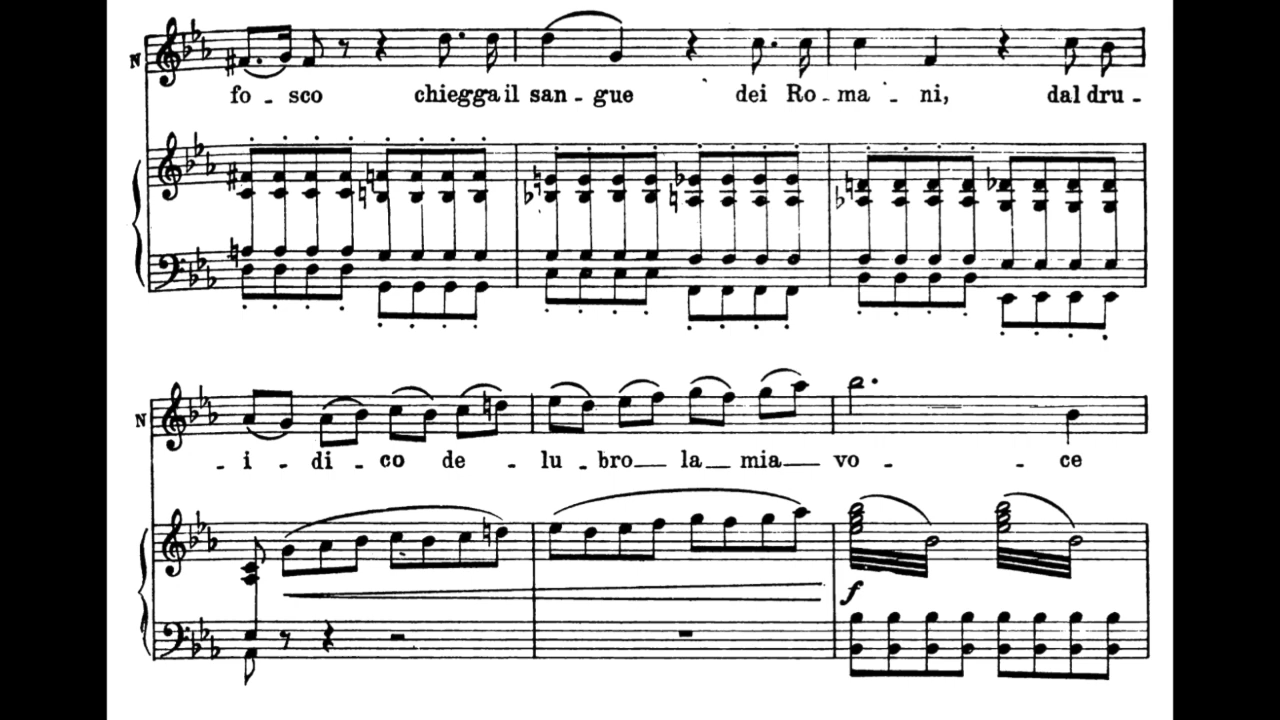 N
fo - sco chiegga il san - gue dei Ro - ma - ni, dal dru -
N
- i - di - co de - lu - bro la mia vo - ce
f